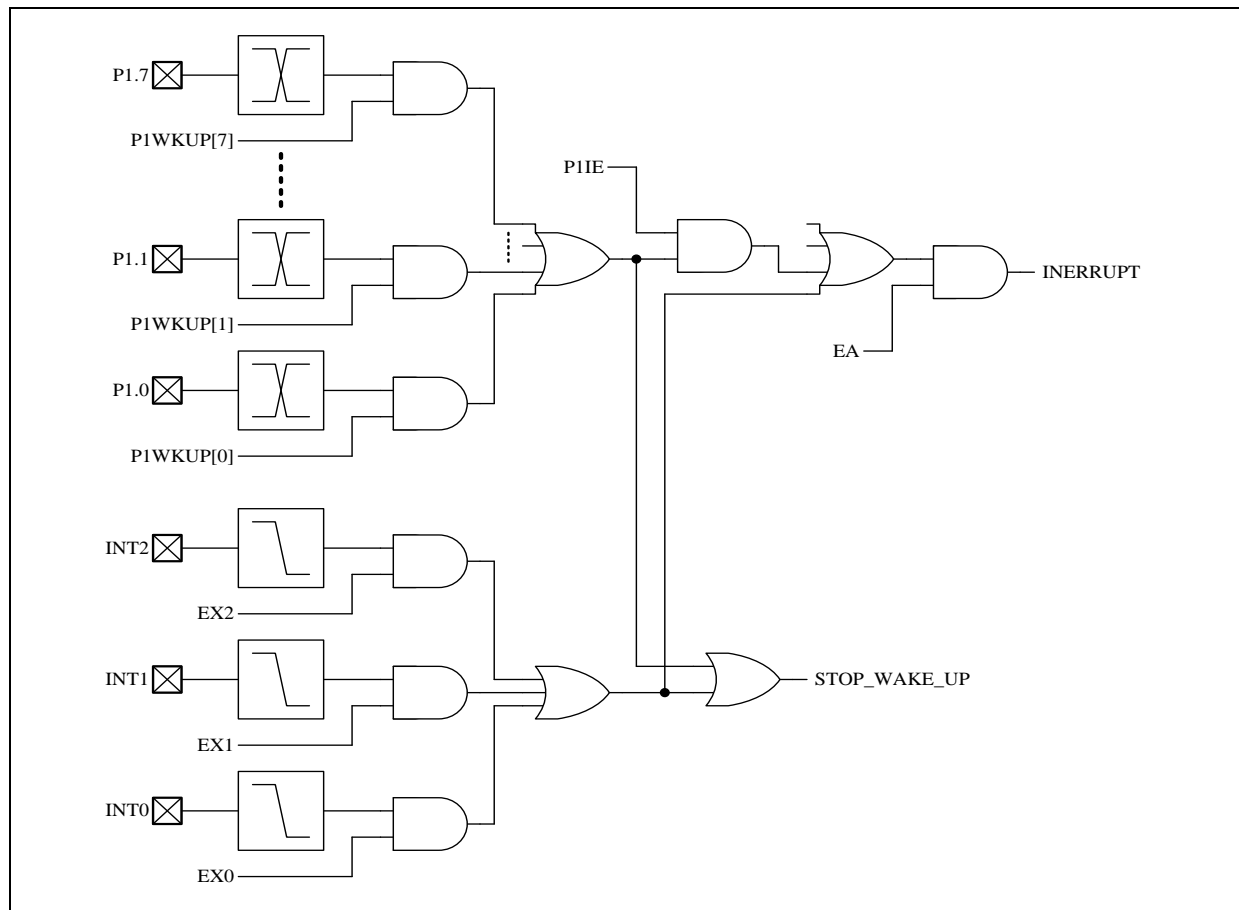 P1.7
P1WKUP[7]
P1IE
P1.1
INERRUPT
P1WKUP[1]
EA
P1.0
P1WKUP[0]
INT2
EX2
INT1
STOP_WAKE_UP
EX1
INT0
EX0